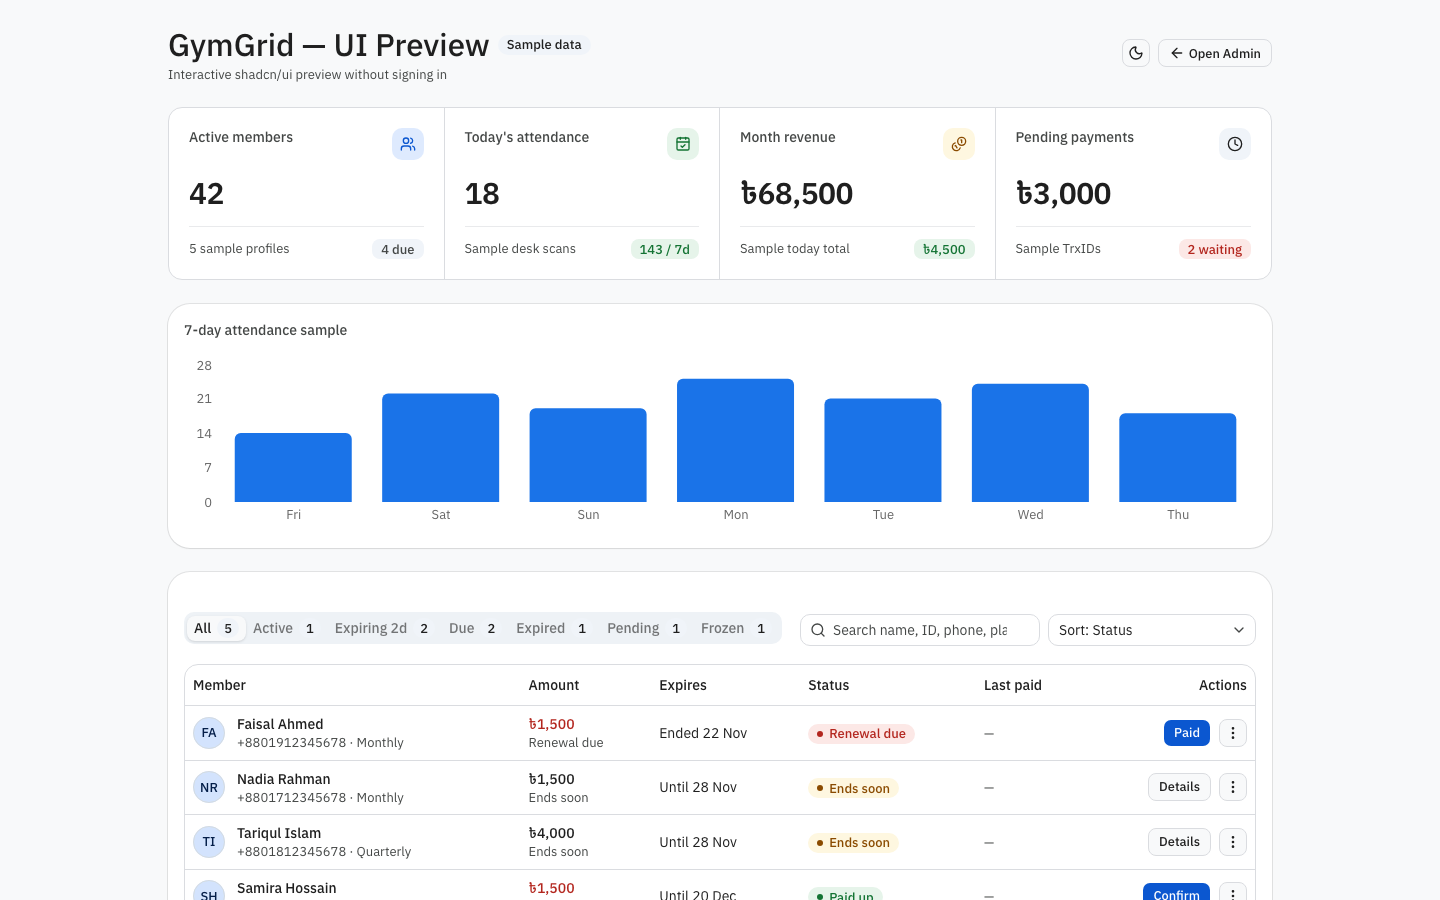 GymGrid — UI Preview Sample data
Interactive shadcn/ui preview without signing in
Open Admin
Active members
42
5 sample profiles 4 due
Today's attendance
18
Sample desk scans 143 / 7d
Month revenue
৳68,500
Sample today total ৳4,500
Pending payments
৳3,000
Sample TrxIDs 2 waiting
7-day attendance sample
28
21
14
7
0
Fri Sat Sun Mon Tue Wed Thu
All 5 Active 1 Expiring 2d 2 Due 2 Expired 1 Pending 1 Frozen 1
Search name, ID, phone, pla
Sort: Status
Member Amount Expires Status Last paid Actions
FA Faisal Ahmed ৳1,500 Ended 22 Nov Renewal due — Paid
+8801912345678 · Monthly Renewal due
NR Nadia Rahman ৳1,500 Until 28 Nov Ends soon — Details
+8801712345678 · Monthly Ends soon
TI Tariqul Islam ৳4,000 Until 28 Nov Ends soon — Details
+8801812345678 · Quarterly Ends soon
SH Samira Hossain ৳1,500 Until 20 Dec Paid up — Confirm